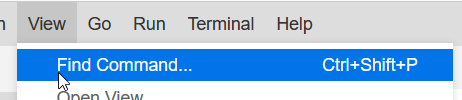 View Go Run Terminal Help
Find Command... Ctrl+Shift+P
Open View